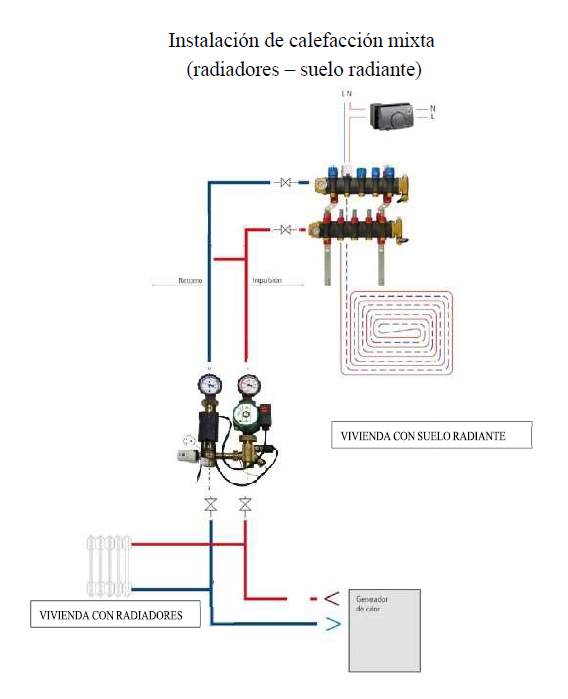 Instalación de calefacción mixta
(radiadores – suelo radiante)
L N
N
L
Retorno
Impulsión
VIVIENDA CON SUELO RADIANTE
VIVIENDA CON RADIADORES
Generador
de calor